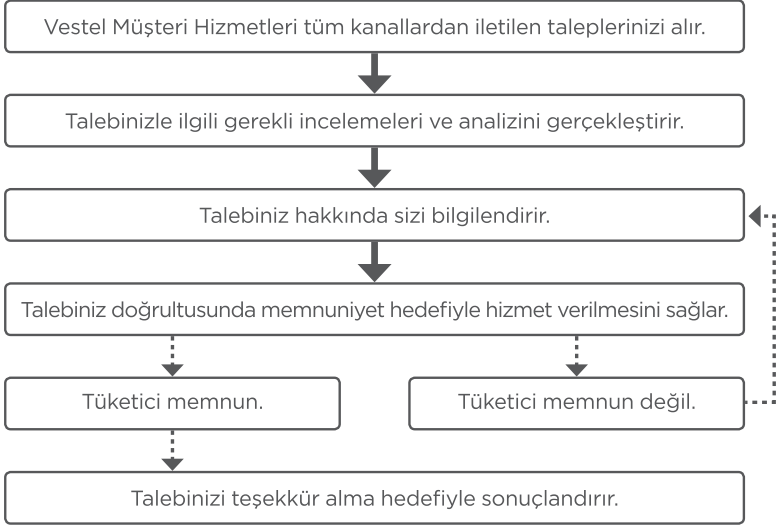 Vestel Müşteri Hizmetleri tüm kanallardan iletilen taleplerinizi alır.
Talebinizle ilgili gerekli incelemeleri ve analizini gerçekleştirir.
Talebiniz hakkında sizi bilgilendirir.
Talebiniz doğrultusunda memnuniyet hedefiyle hizmet verilmesini sağlar.
Tüketici memnun.
Tüketici memnun değil.
Talebinizi teşekkür alma hedefiyle sonuçlandırır.